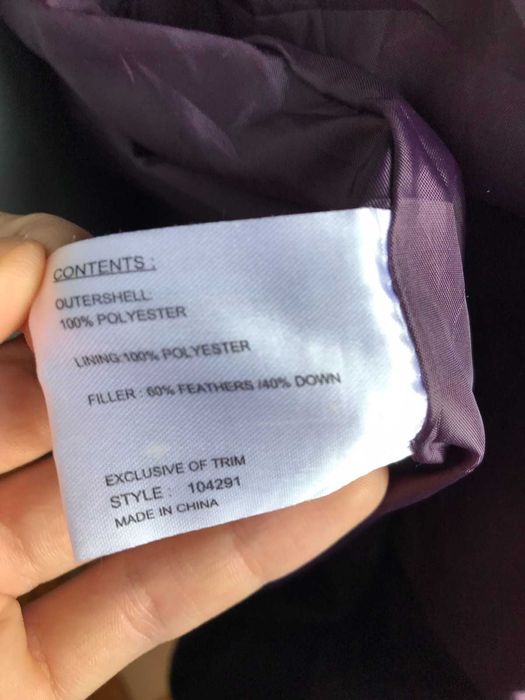 CONTENTS :
OUTERSHELL:
100% POLYESTER
LINING:100% POLYESTER
FILLER : 60% FEATHERS /40% DOWN
EXCLUSIVE OF TRIM
STYLE : 104291
MADE IN CHINA